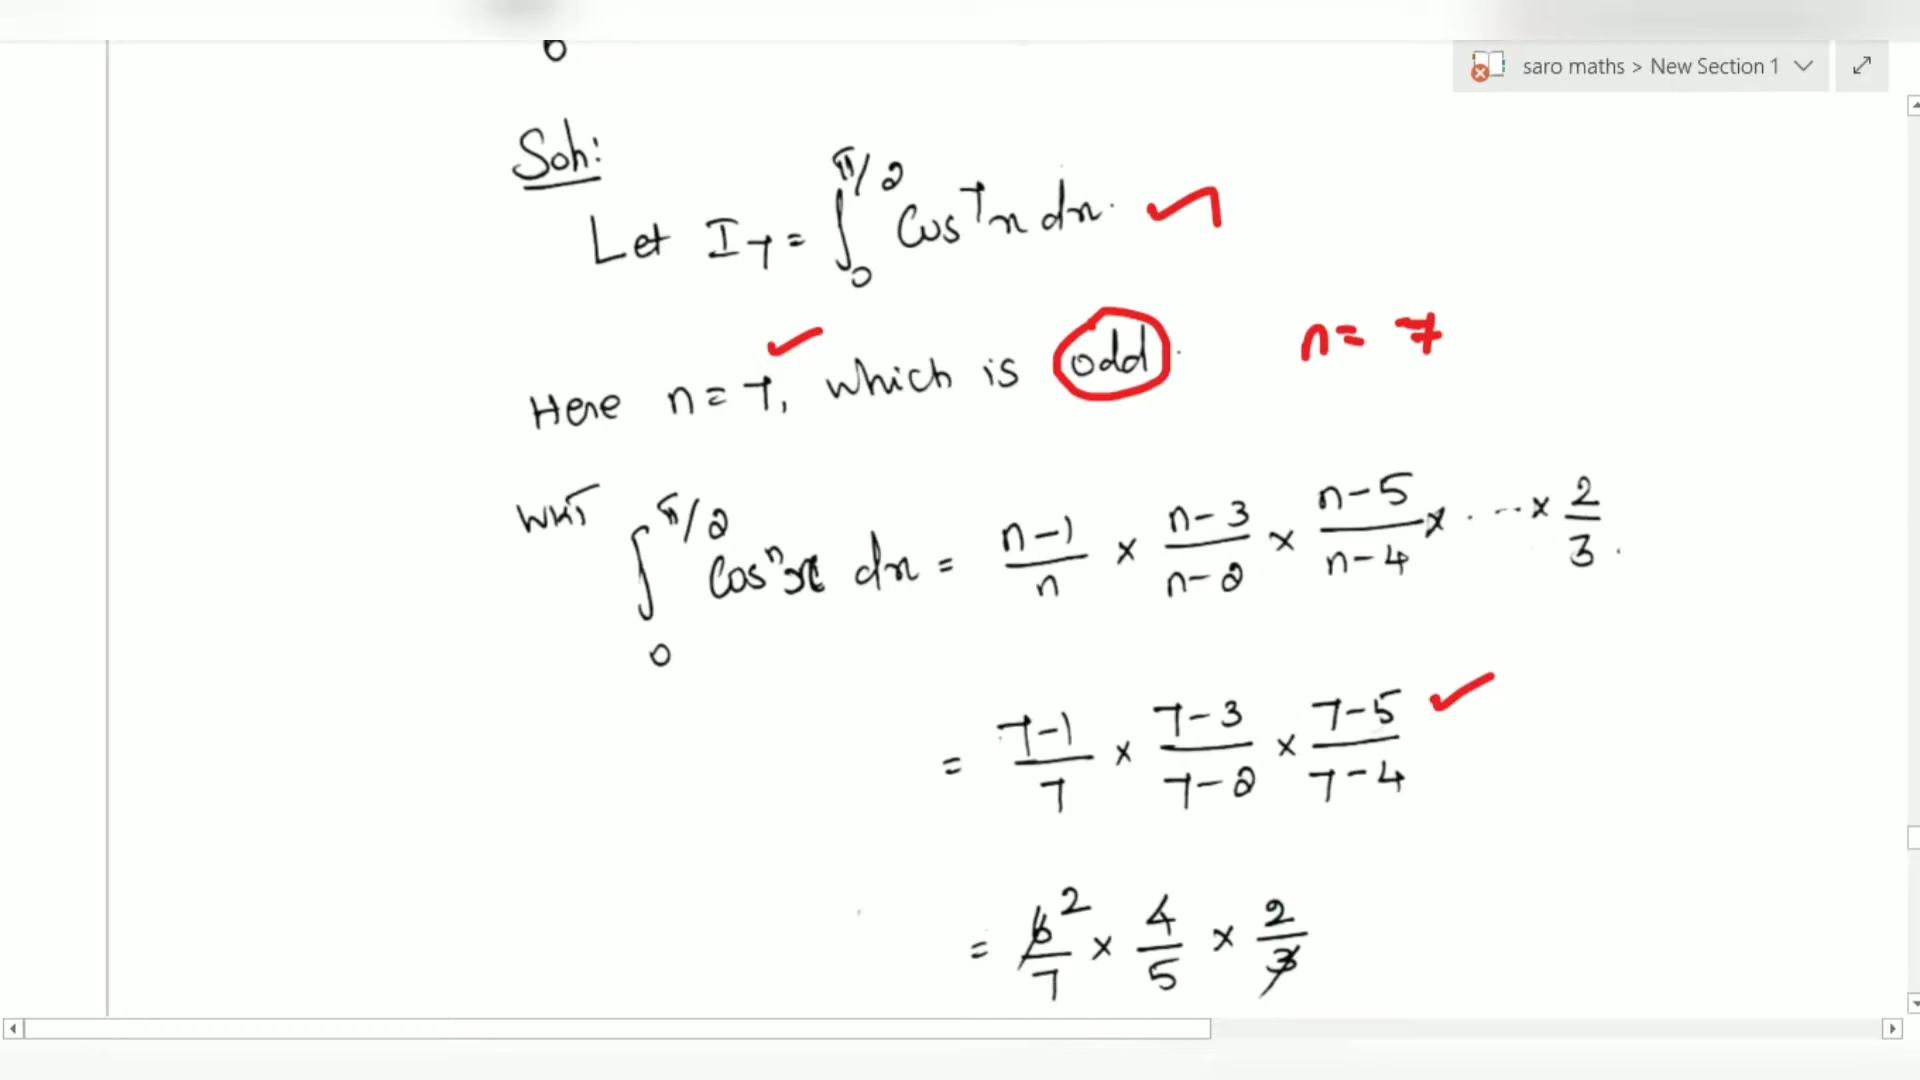 saro maths > New Section 1
Soln:
Let I₇ = ∫₀^π/2 Cos⁷x dx.
Here n = 7, which is odd. n = 7
WKT ∫₀^π/2 Cosⁿx dx = (n-1)/n × (n-3)/(n-2) × (n-5)/(n-4) × ... × 2/3.
= (7-1)/7 × (7-3)/(7-2) × (7-5)/(7-4)
= 6/7 2 × 4/5 × 2/3